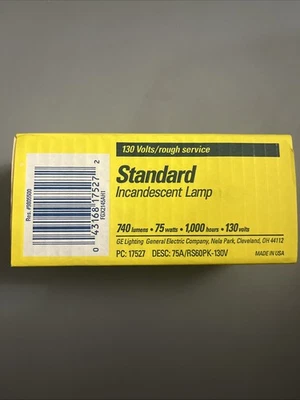 130 Volts/rough service
Standard
Incandescent Lamp
740 lumens • 75 watts • 1,000 hours • 130 volts
GE Lighting General Electric Company, Nela Park, Cleveland, OH 44112
PC: 17527 DESC: 75A/RS60PK-130V MADE IN USA
0 43168 17527 2